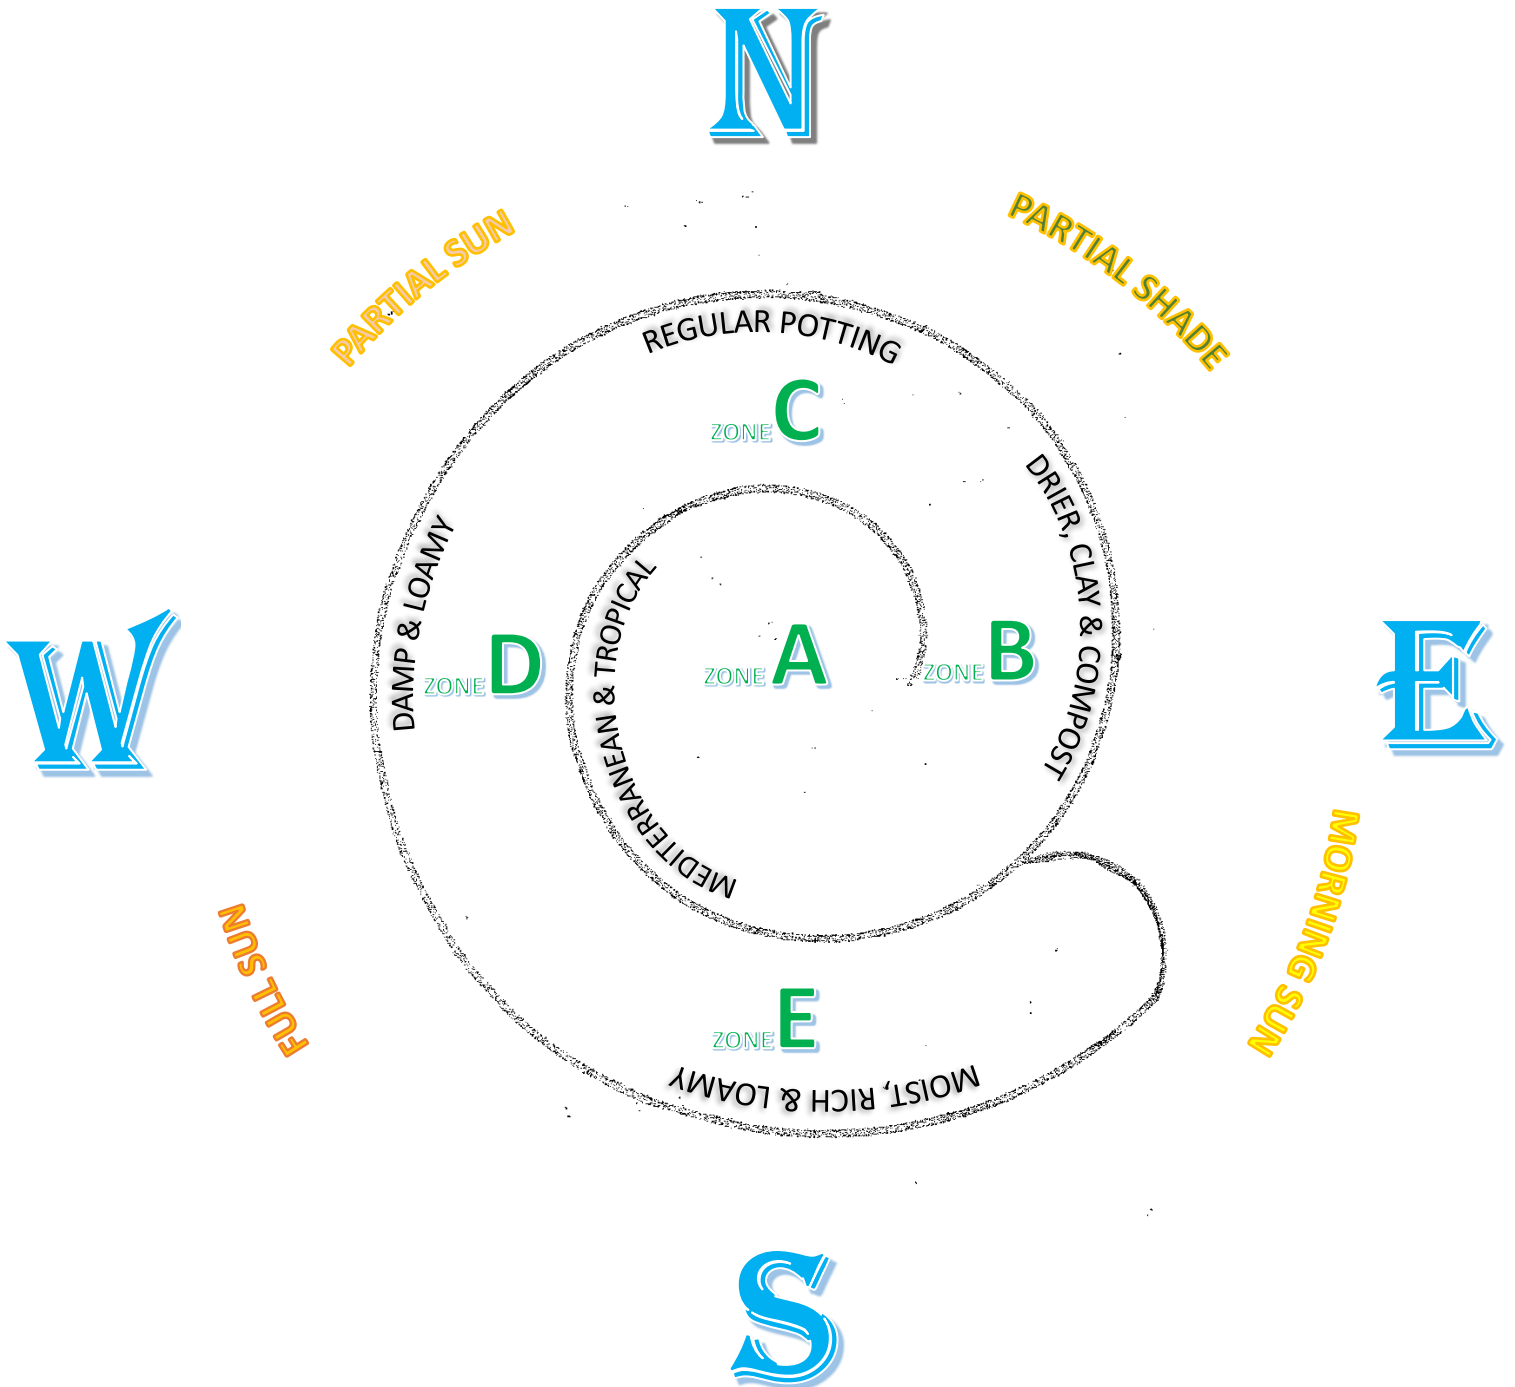 N
PARTIAL SUN
PARTIAL SHADE
REGULAR POTTING
ZONE C
DRIER, CLAY & COMPOST
DAMP & LOAMY
MEDITERRANEAN & TROPICAL
W
ZONE D
ZONE A
ZONE B
E
MORNING SUN
FULL SUN
ZONE E
MOIST, RICH & LOAMY
S